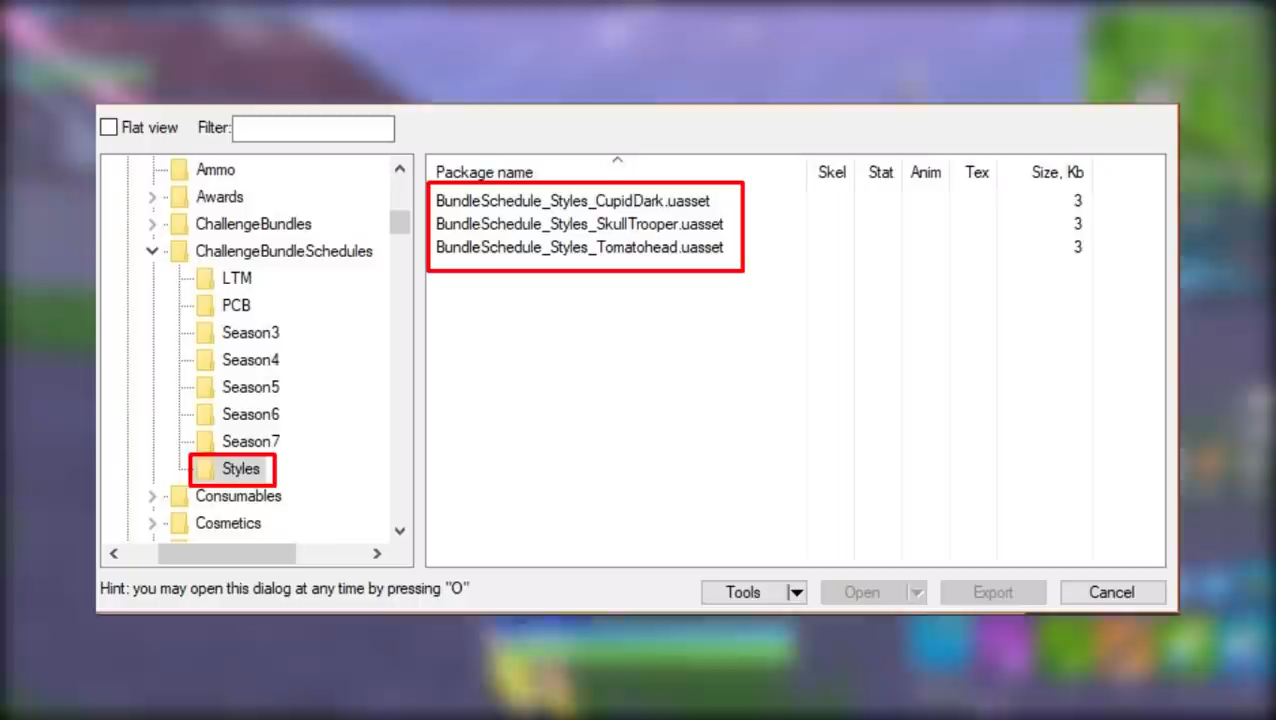 Flat view Filter:
Ammo
Awards
ChallengeBundles
ChallengeBundleSchedules
LTM
PCB
Season3
Season4
Season5
Season6
Season7
Styles
Consumables
Cosmetics
Package name Skel Stat Anim Tex Size, Kb
BundleSchedule_Styles_CupidDark.uasset 3
BundleSchedule_Styles_SkullTrooper.uasset 3
BundleSchedule_Styles_Tomatohead.uasset 3
Hint: you may open this dialog at any time by pressing "O"
Tools Open Export Cancel